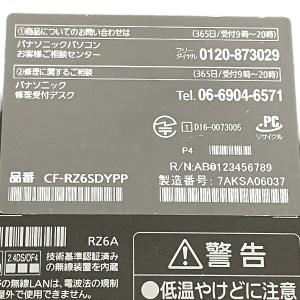 ①商品についてのお問い合わせは (365日/受付9時~20時)
パナソニックパソコン
お客様ご相談センター
フリーダイヤル 0120-873029
②修理に関するご相談 (365日/受付9時~20時)
パナソニック
修理受付デスク
TEL. 06-6904-6571
T D16-0073005
PC
リサイクル
P4
R/N:AB0123456789
品番 CF-RZ6SDYPP 製造番号: 7AKSA06037
RZ6A
2.4DS/OF4
技術基準認証済み
の無線装置を内蔵
の無線LANは、電波法の規制
警告
●低温やけどに注意